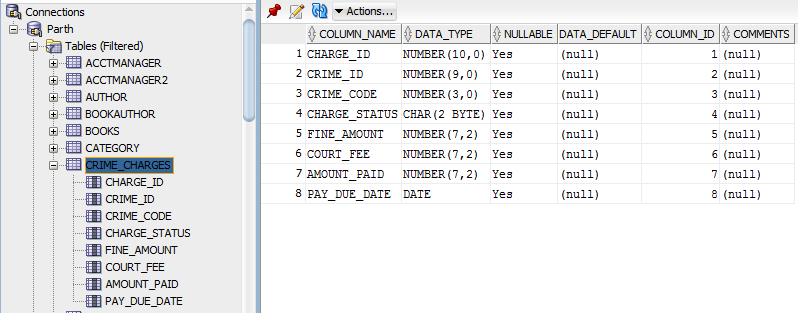 Connections
Parth
Tables (Filtered)
ACCTMANAGER
ACCTMANAGER2
AUTHOR
BOOKAUTHOR
BOOKS
CATEGORY
CRIME_CHARGES
CHARGE_ID
CRIME_ID
CRIME_CODE
CHARGE_STATUS
FINE_AMOUNT
COURT_FEE
AMOUNT_PAID
PAY_DUE_DATE
Actions...
COLUMN_NAME DATA_TYPE NULLABLE DATA_DEFAULT COLUMN_ID COMMENTS
1 CHARGE_ID NUMBER(10,0) Yes (null) 1 (null)
2 CRIME_ID NUMBER(9,0) Yes (null) 2 (null)
3 CRIME_CODE NUMBER(3,0) Yes (null) 3 (null)
4 CHARGE_STATUS CHAR(2 BYTE) Yes (null) 4 (null)
5 FINE_AMOUNT NUMBER(7,2) Yes (null) 5 (null)
6 COURT_FEE NUMBER(7,2) Yes (null) 6 (null)
7 AMOUNT_PAID NUMBER(7,2) Yes (null) 7 (null)
8 PAY_DUE_DATE DATE Yes (null) 8 (null)